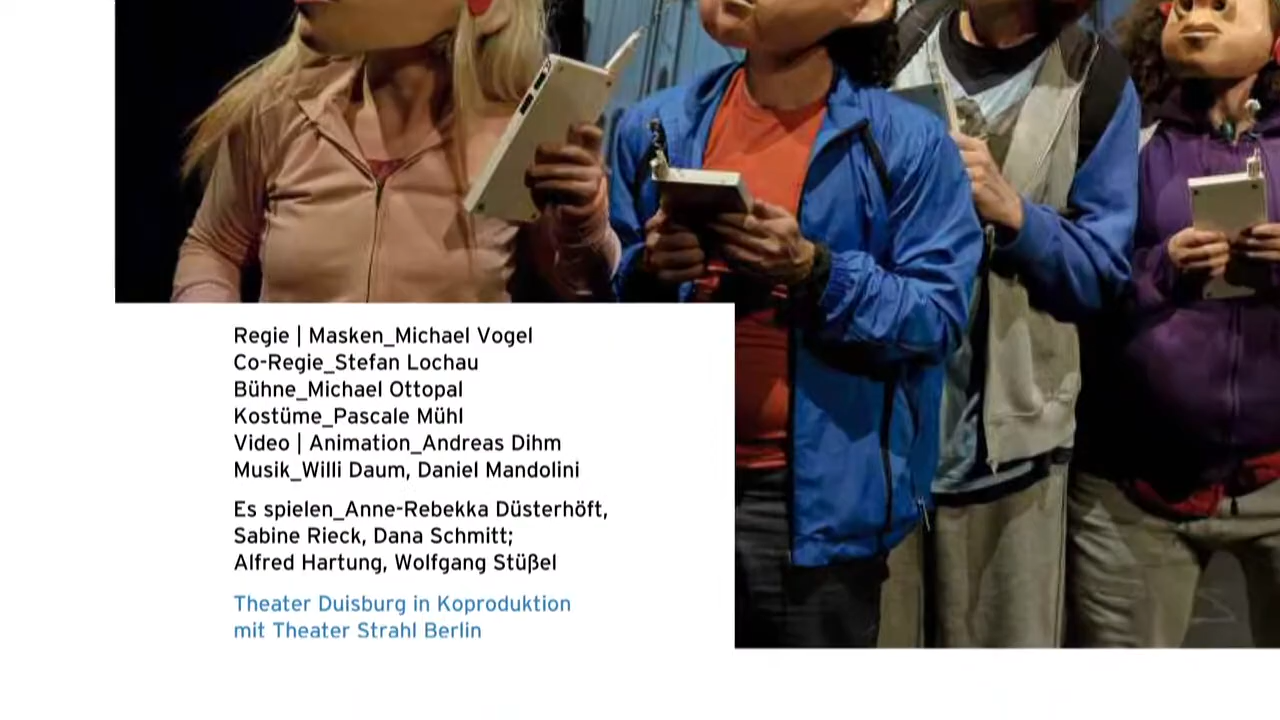 Regie | Masken_Michael Vogel
Co-Regie_Stefan Lochau
Bühne_Michael Ottopal
Kostüme_Pascale Mühl
Video | Animation_Andreas Dihm
Musik_Willi Daum, Daniel Mandolini
Es spielen_Anne-Rebekka Düsterhöft,
Sabine Rieck, Dana Schmitt;
Alfred Hartung, Wolfgang Stüßel
Theater Duisburg in Koproduktion
mit Theater Strahl Berlin